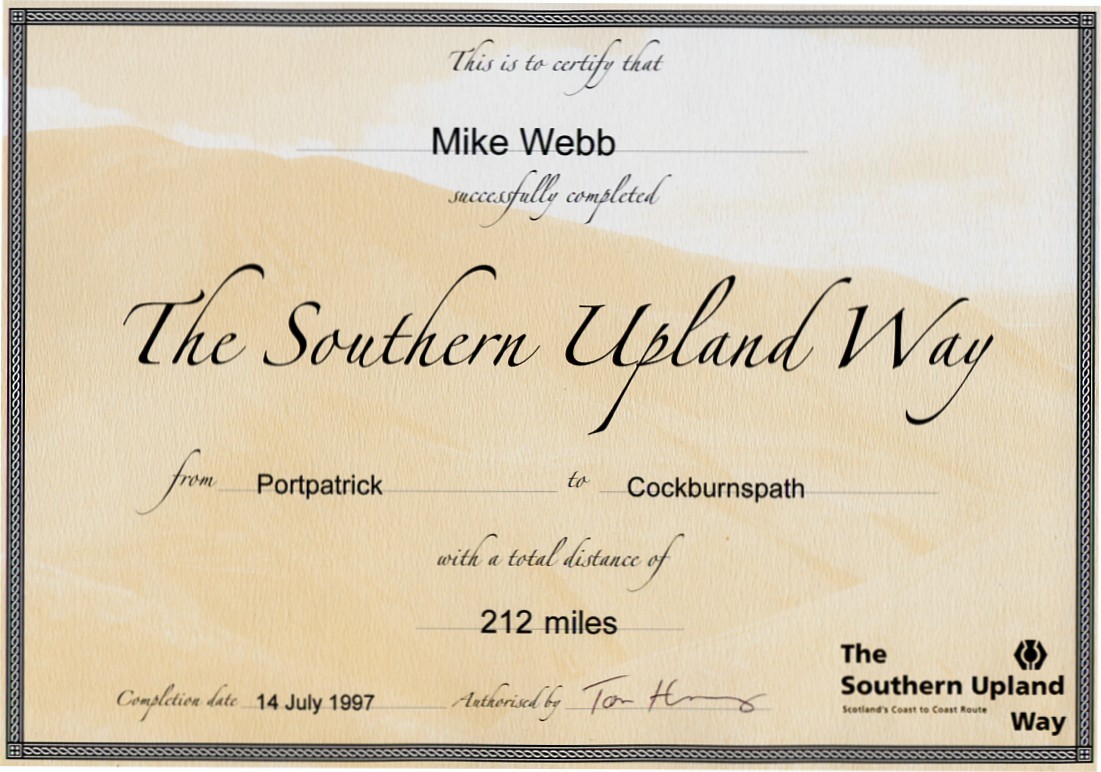 This is to certify that
Mike Webb
successfully completed
The Southern Upland Way
from Portpatrick to Cockburnspath
with a total distance of
212 miles
Completion date 14 July 1997 Authorised by Tom
The
Southern Upland
Scotland's Coast to Coast Route
Way